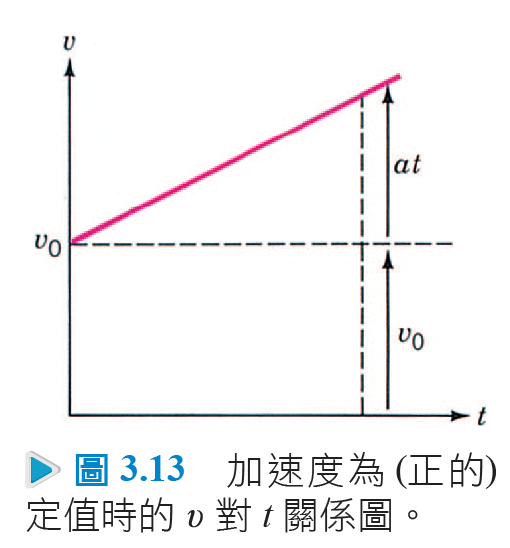 v
at
v₀
v₀
t
圖 3.13 加速度為 (正的)
定值時的 v 對 t 關係圖。